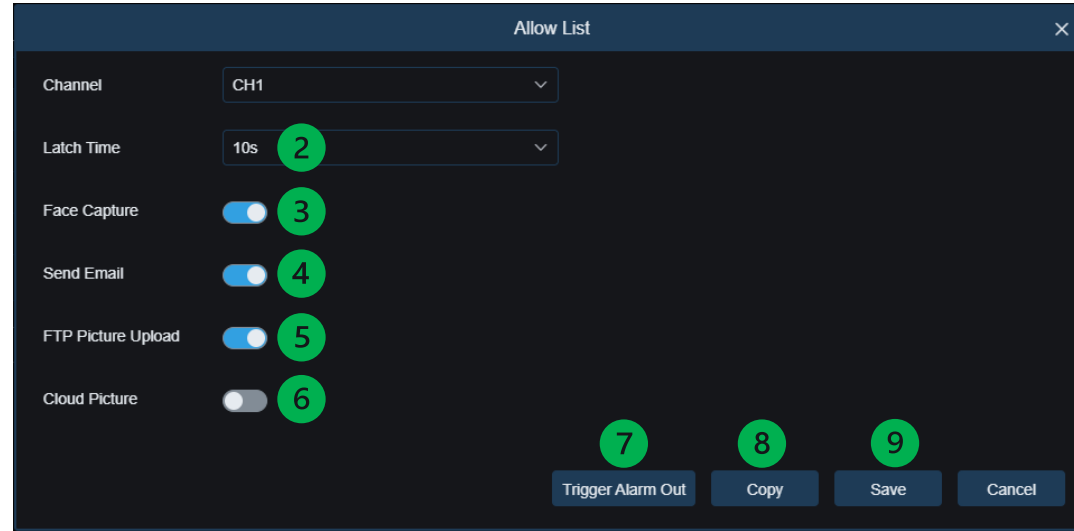 Allow List
Channel CH1
Latch Time 10s 2
Face Capture 3
Send Email 4
FTP Picture Upload 5
Cloud Picture 6
7 8 9
Trigger Alarm Out Copy Save Cancel